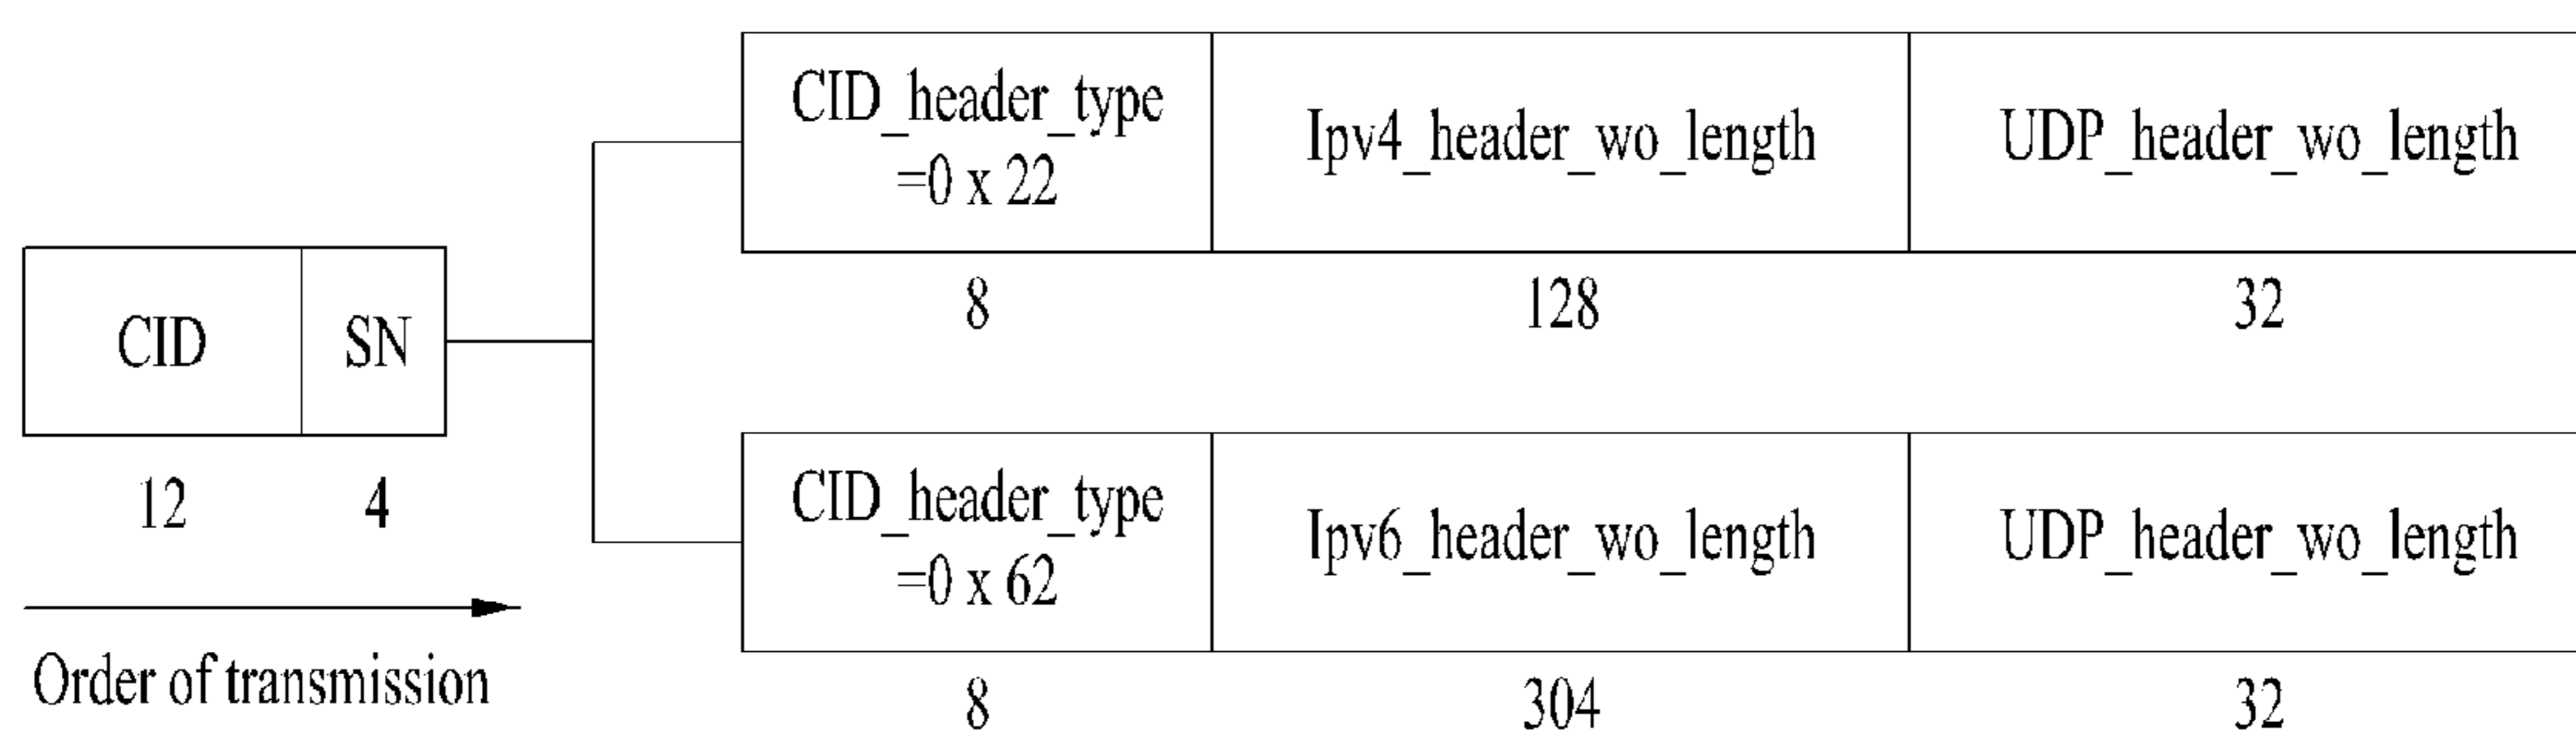 CID_header_type
=0 x 22
Ipv4_header_wo_length
UDP_header_wo_length
8
128
32
CID
SN
12
4
Order of transmission
CID_header_type
=0 x 62
Ipv6_header_wo_length
UDP_header_wo_length
8
304
32